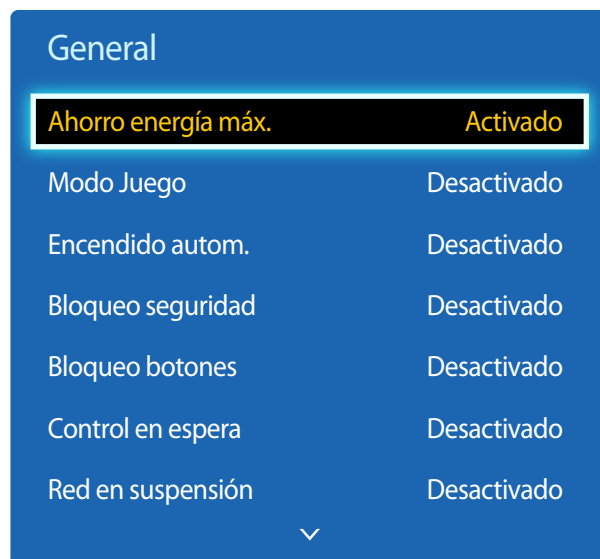 General
Ahorro energía máx. Activado
Modo Juego Desactivado
Encendido autom. Desactivado
Bloqueo seguridad Desactivado
Bloqueo botones Desactivado
Control en espera Desactivado
Red en suspensión Desactivado